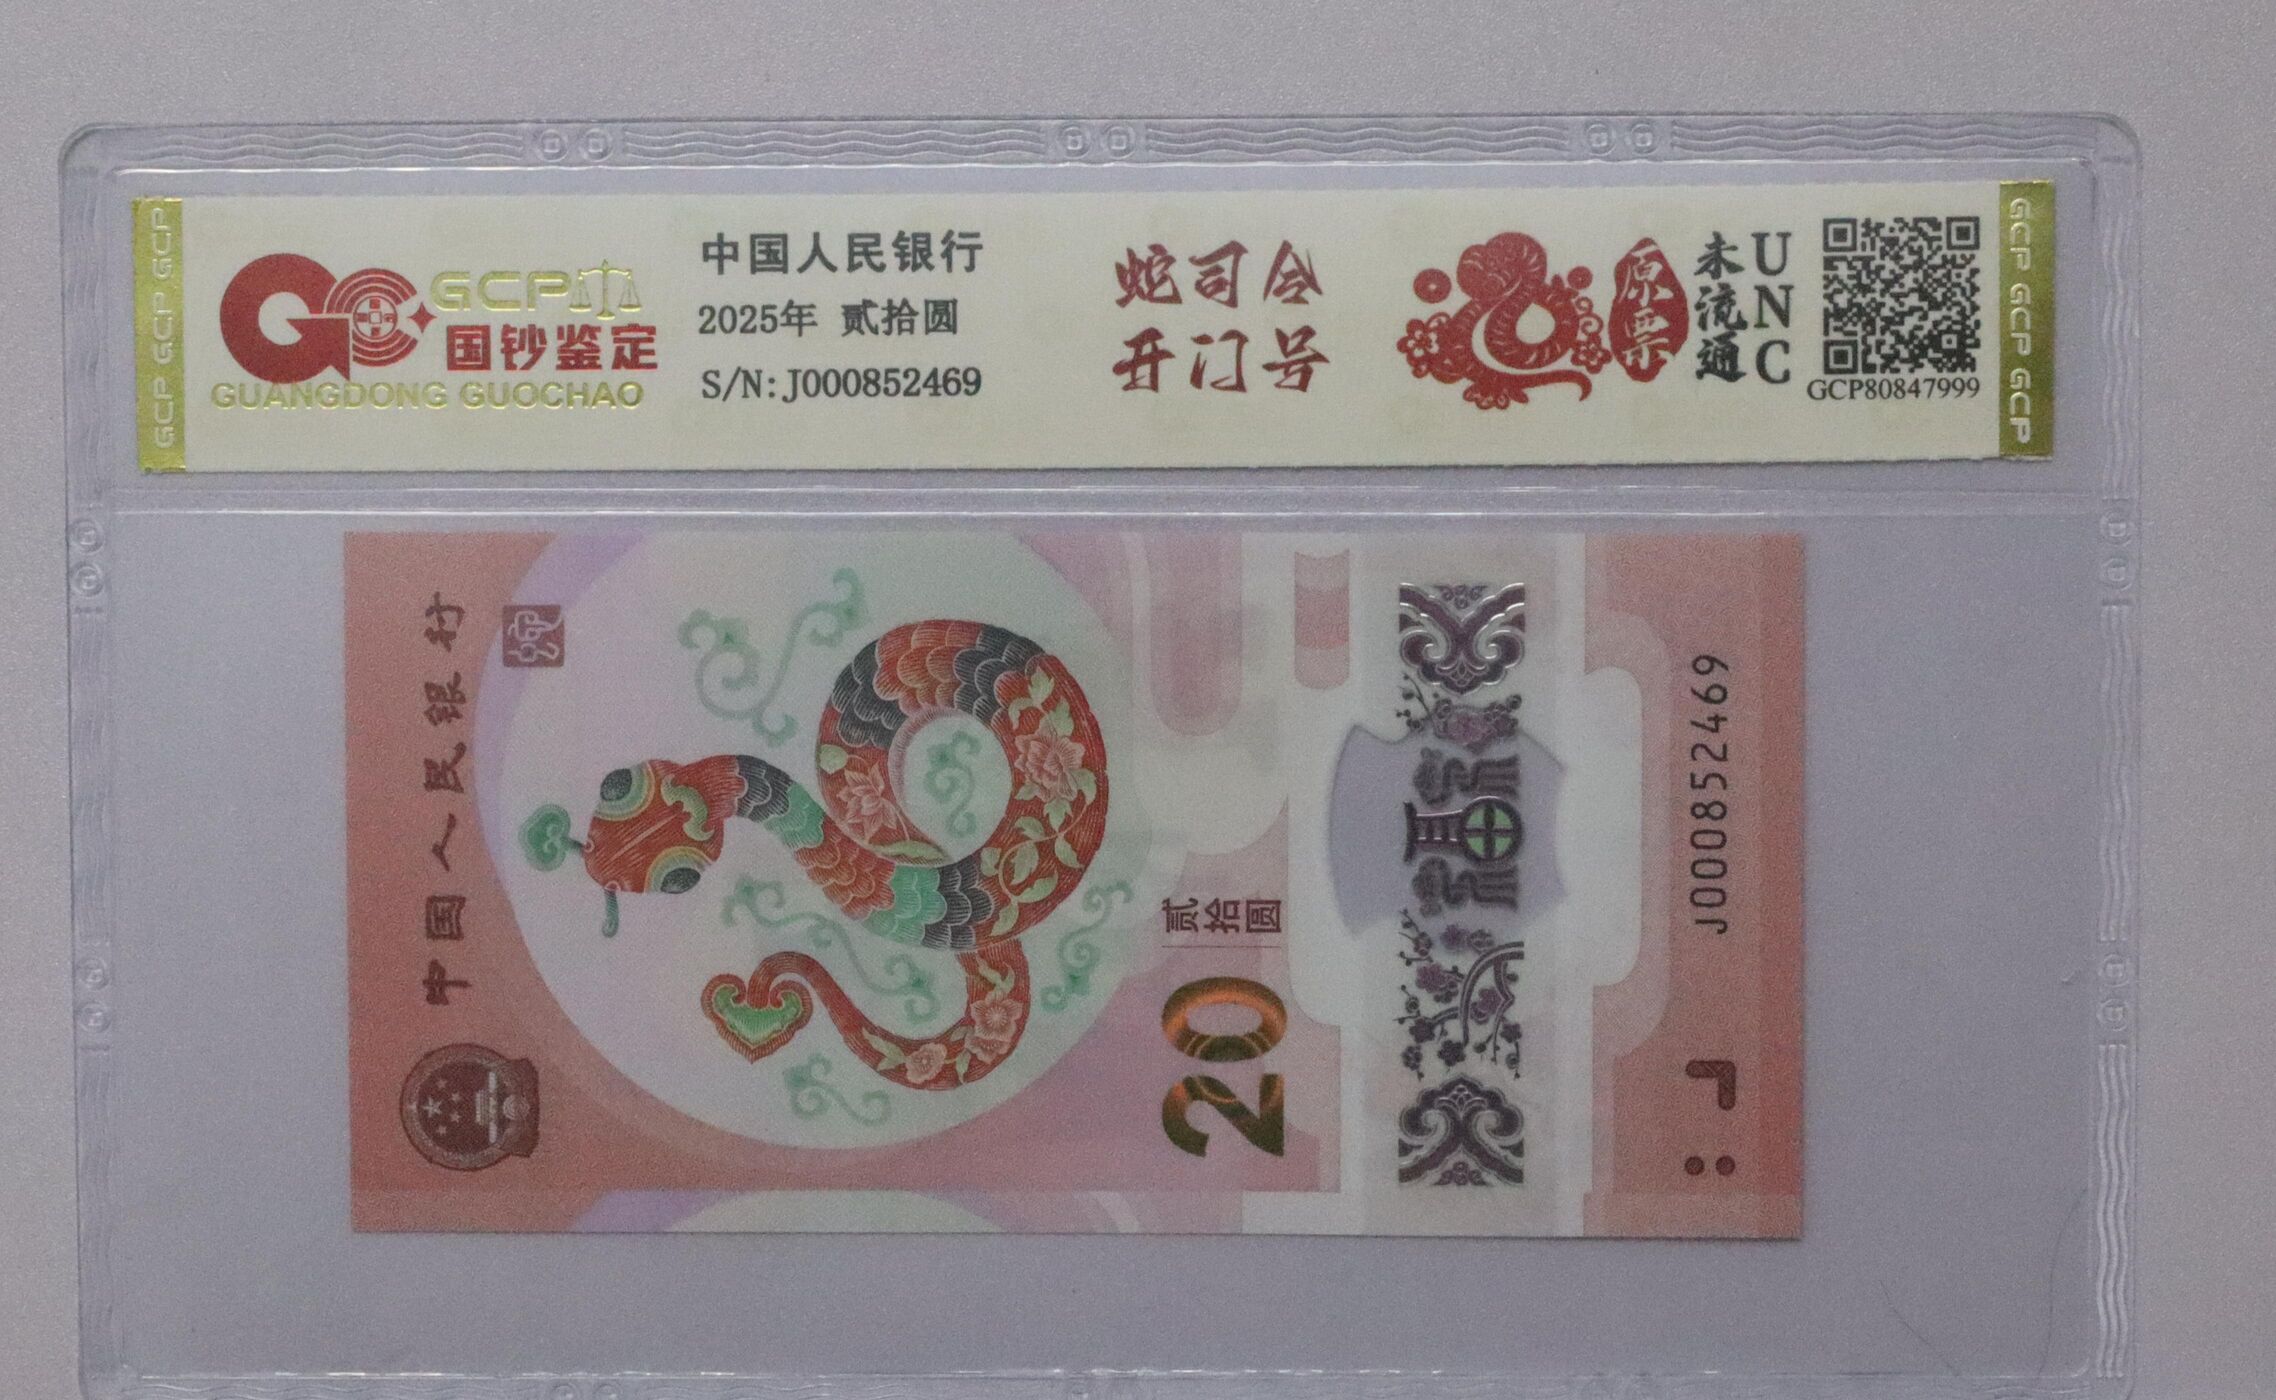 GCP GCP GCP
GCP
国钞鉴定
GUANGDONG GUOCHAO
中国人民银行
2025年 贰拾圆
S/N:J000852469
蛇司令
开门号
原票
未流通
UNC
GCP80847999
GCP GCP GCP
中国人民银行
蛇
20
贰拾圆
福
J000852469